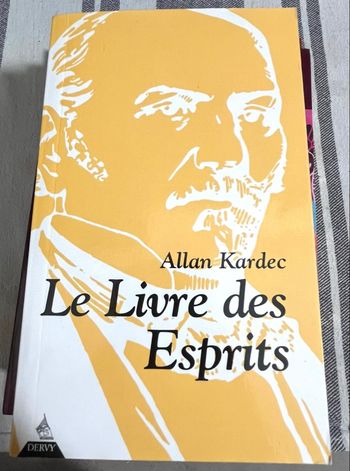 Allan Kardec
Le Livre des
Esprits
DERVY